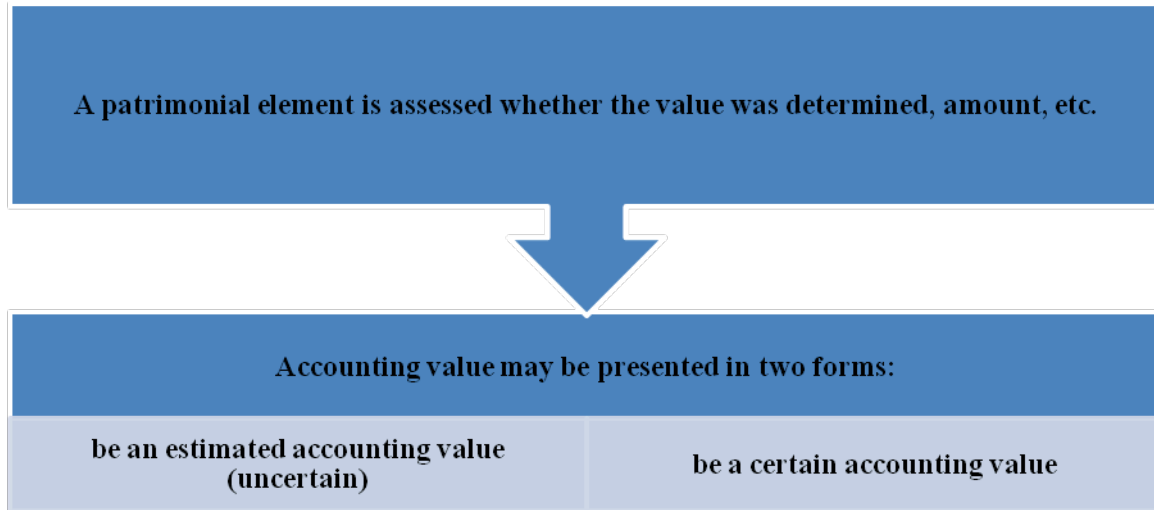 A patrimonial element is assessed whether the value was determined, amount, etc.
Accounting value may be presented in two forms:
be an estimated accounting value
(uncertain)
be a certain accounting value